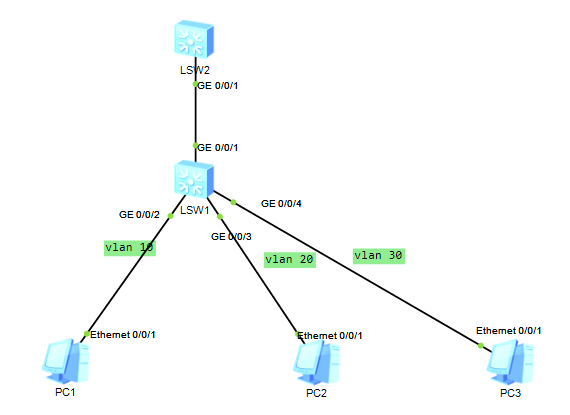 LSW2
GE 0/0/1
GE 0/0/1
LSW1
GE 0/0/2
GE 0/0/4
GE 0/0/3
vlan 10
vlan 20
vlan 30
Ethernet 0/0/1
Ethernet 0/0/1
Ethernet 0/0/1
PC1
PC2
PC3